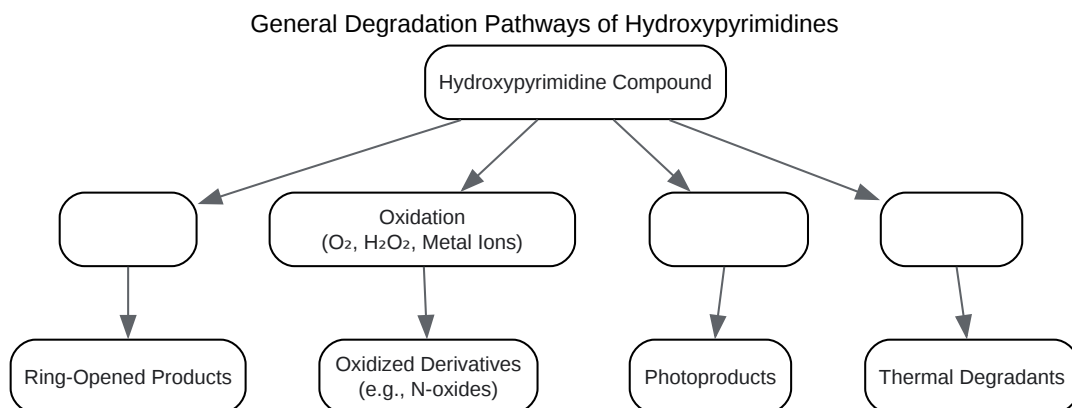 General Degradation Pathways of Hydroxypyrimidines
Hydroxypyrimidine Compound
Oxidation
(O₂, H₂O₂, Metal Ions)
Ring-Opened Products
Oxidized Derivatives
(e.g., N-oxides)
Photoproducts
Thermal Degradants